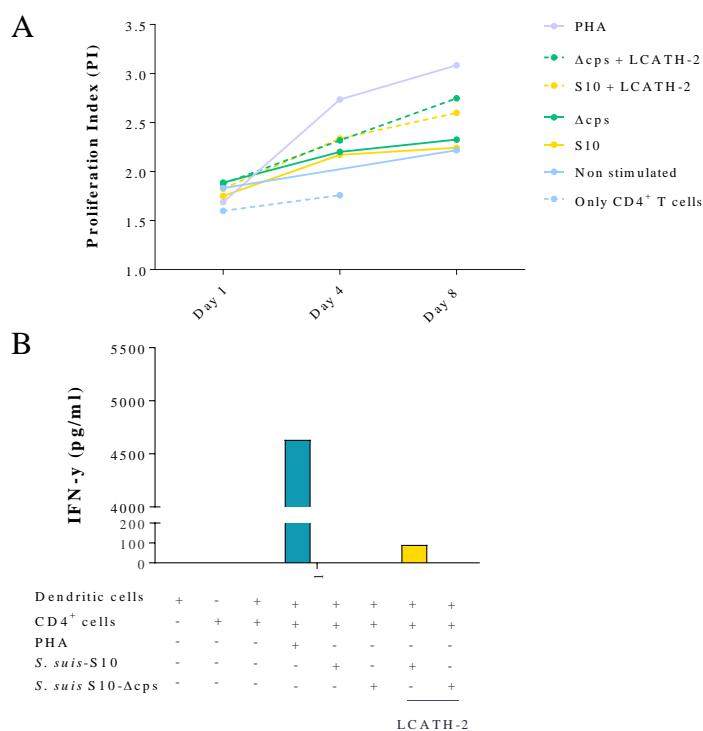 A
3.5
3.0
2.5
2.0
1.5
1.0
Proliferation Index (PI)
Day 1
Day 4
Day 8
PHA
Δcps + LCATH-2
S10 + LCATH-2
Δcps
S10
Non stimulated
Only CD4⁺ T cells
B
5500
5000
4500
4000
200
100
0
IFN-y (pg/ml)
1
Dendritic cells + - + + + + + +
CD4⁺ cells - + + + + + + +
PHA - - - + - - - -
S. suis-S10 - - - - + - + -
S. suis S10-Δcps - - - - - + - +
LCATH-2